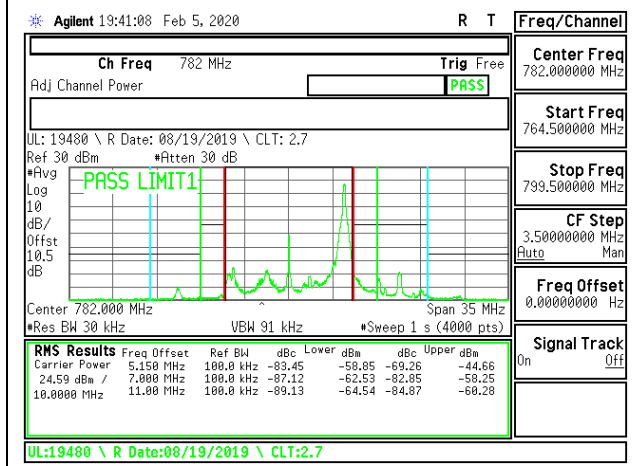 Agilent 19:41:08 Feb 5, 2020 R T
Freq/Channel
Ch Freq 782 MHz Trig Free
Adj Channel Power PASS
UL: 19480 \ R Date: 08/19/2019 \ CLT: 2.7
Ref 30 dBm #Atten 30 dB
#Avg
Log
10
dB/
Offst
10.5
dB
PASS LIMIT1
Center 782.000 MHz Span 35 MHz
#Res BW 30 kHz VBW 91 kHz #Sweep 1 s (4000 pts)
RMS Results Freq Offset Ref BW dBc Lower dBm dBc Upper dBm
Carrier Power 5.150 MHz 100.0 kHz -83.45 -58.85 -69.26 -44.66
24.59 dBm / 7.000 MHz 100.0 kHz -87.12 -62.53 -82.85 -58.25
10.0000 MHz 11.00 MHz 100.0 kHz -89.13 -64.54 -84.87 -60.28
UL:19480 \ R Date:08/19/2019 \ CLT:2.7
Center Freq
782.000000 MHz
Start Freq
764.500000 MHz
Stop Freq
799.500000 MHz
CF Step
3.50000000 MHz
Auto Man
Freq Offset
0.00000000 Hz
Signal Track
On Off